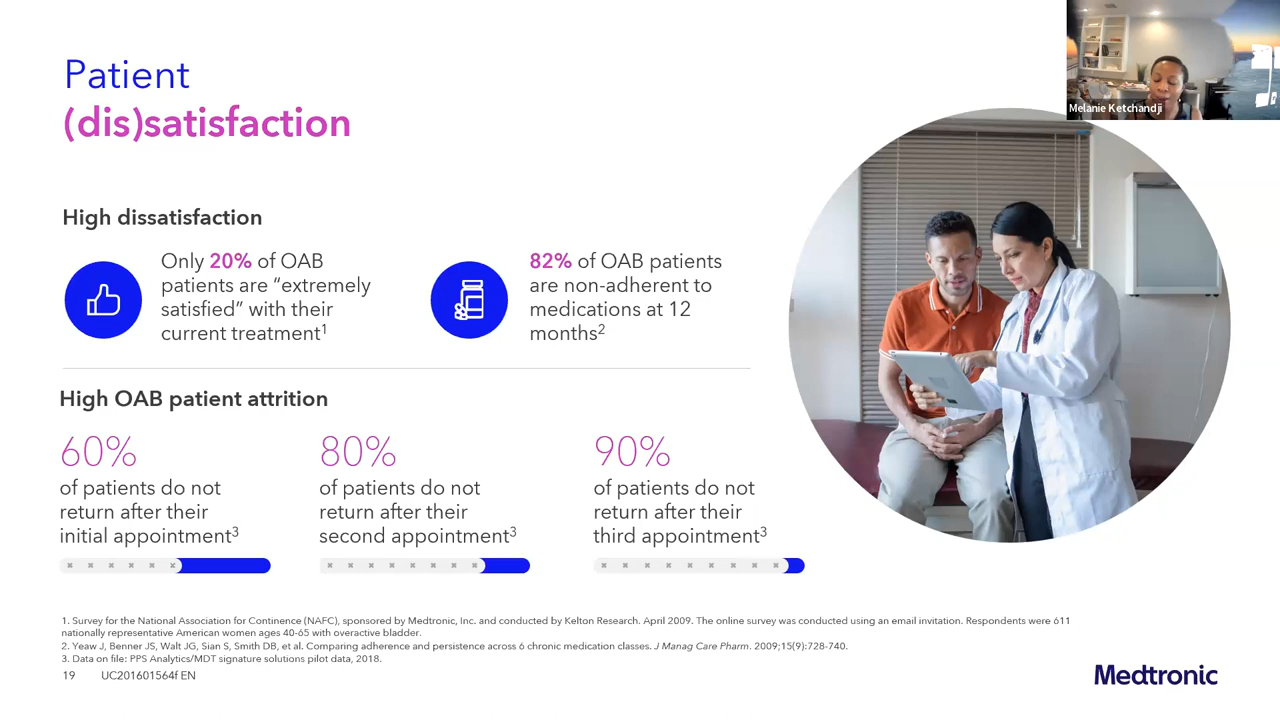 Patient
(dis)satisfaction
Melanie Ketchandji
High dissatisfaction
Only 20% of OAB
patients are “extremely
satisfied” with their
current treatment1
82% of OAB patients
are non-adherent to
medications at 12
months2
High OAB patient attrition
60%
of patients do not
return after their
initial appointment3
80%
of patients do not
return after their
second appointment3
90%
of patients do not
return after their
third appointment3
1. Survey for the National Association for Continence (NAFC), sponsored by Medtronic, Inc. and conducted by Kelton Research. April 2009. The online survey was conducted using an email invitation. Respondents were 611
nationally representative American women ages 40-65 with overactive bladder.
2. Yeaw J, Benner JS, Walt JG, Sian S, Smith DB, et al. Comparing adherence and persistence across 6 chronic medication classes. J Manag Care Pharm. 2009;15(9):728-740.
3. Data on file: PPS Analytics/MDT signature solutions pilot data, 2018.
19 UC201601564f EN
Medtronic